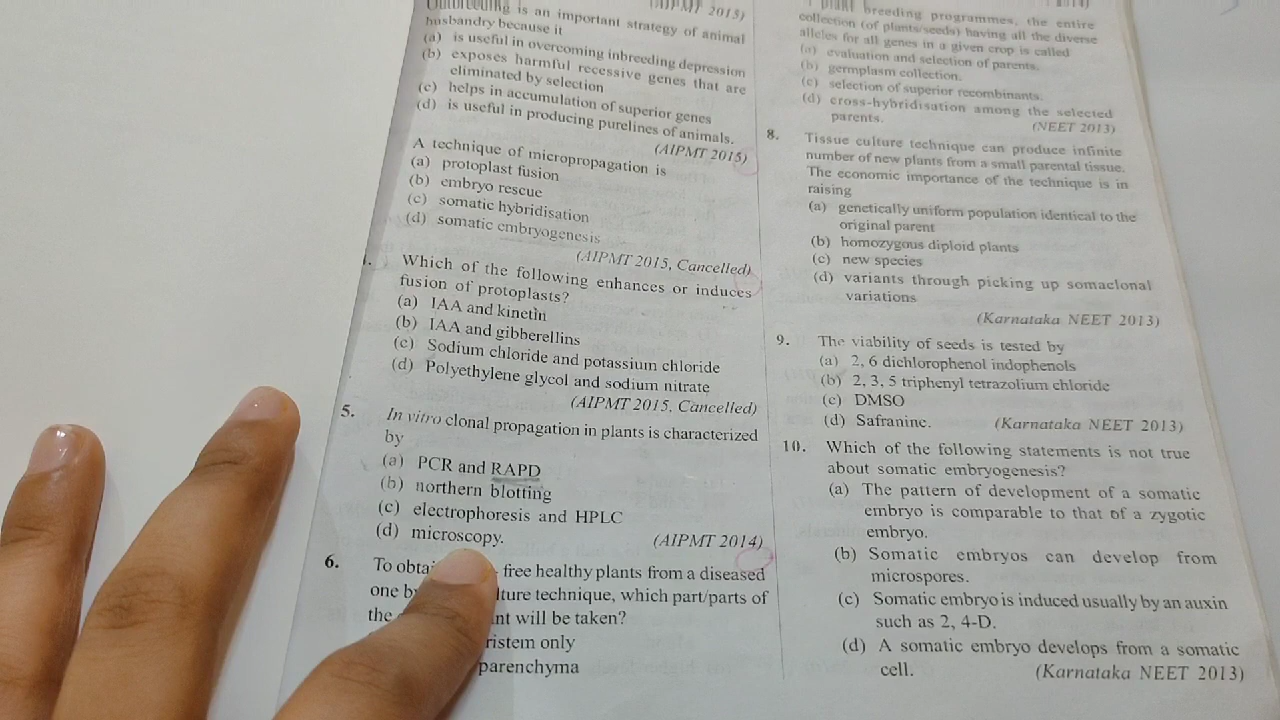 is an important strategy of animal
husbandry because it
(a) is useful in overcoming inbreeding depression
(b) exposes harmful recessive genes that are
eliminated by selection
(c) helps in accumulation of superior genes
(d) is useful in producing purelines of animals.
(AIPMT 2015)
A technique of micropropagation is
(a) protoplast fusion
(b) embryo rescue
(c) somatic hybridisation
(d) somatic embryogenesis
(AIPMT 2015, Cancelled)
Which of the following enhances or induces
fusion of protoplasts?
(a) IAA and kinetin
(b) IAA and gibberellins
(c) Sodium chloride and potassium chloride
(d) Polyethylene glycol and sodium nitrate
(AIPMT 2015, Cancelled)
5. In vitro clonal propagation in plants is characterized
by
(a) PCR and RAPD
(b) northern blotting
(c) electrophoresis and HPLC
(d) microscopy. (AIPMT 2014)
6. To free healthy plants from a diseased
one technique, which part/parts of
the will be taken?
only
parenchyma
breeding programmes, the entire
collection (of plants/seeds) having all the diverse
alleles for all genes in a given crop is called
(a) evaluation and selection of parents.
(b) germplasm collection.
(c) selection of superior recombinants.
(d) cross-hybridisation among the selected
parents. (NEET 2013)
8. Tissue culture technique can produce infinite
number of new plants from a small parental tissue.
The economic importance of the technique is in
raising
(a) genetically uniform population identical to the
original parent
(b) homozygous diploid plants
(c) new species
(d) variants through picking up somaclonal
variations
(Karnataka NEET 2013)
9. The viability of seeds is tested by
(a) 2, 6 dichlorophenol indophenols
(b) 2, 3, 5 triphenyl tetrazolium chloride
(c) DMSO
(d) Safranine. (Karnataka NEET 2013)
10. Which of the following statements is not true
about somatic embryogenesis?
(a) The pattern of development of a somatic
embryo is comparable to that of a zygotic
embryo.
(b) Somatic embryos can develop from
microspores.
(c) Somatic embryo is induced usually by an auxin
such as 2, 4-D.
(d) A somatic embryo develops from a somatic
cell. (Karnataka NEET 2013)